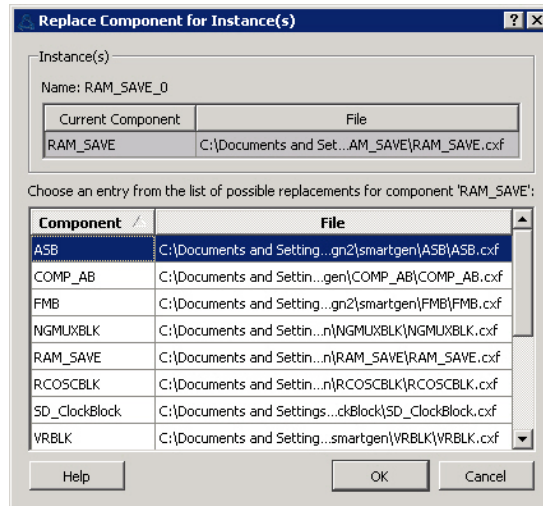 Replace Component for Instance(s)
Instance(s)
Name: RAM_SAVE_0
Current Component File
RAM_SAVE C:\Documents and Set...AM_SAVE\RAM_SAVE.cxf
Choose an entry from the list of possible replacements for component 'RAM_SAVE':
Component File
ASB C:\Documents and Setting...gn2\smartgen\ASB\ASB.cxf
COMP_AB C:\Documents and Settin...gen\COMP_AB\COMP_AB.cxf
FMB C:\Documents and Setting...gn2\smartgen\FMB\FMB.cxf
NGMUXBLK C:\Documents and Settin...n\NGMUXBLK\NGMUXBLK.cxf
RAM_SAVE C:\Documents and Settin...n\RAM_SAVE\RAM_SAVE.cxf
RCOSCBLK C:\Documents and Settin...n\RCOSCBLK\RCOSCBLK.cxf
SD_ClockBlock C:\Documents and Settings...ckBlock\SD_ClockBlock.cxf
VRBLK C:\Documents and Setting...smartgen\VRBLK\VRBLK.cxf
Help OK Cancel